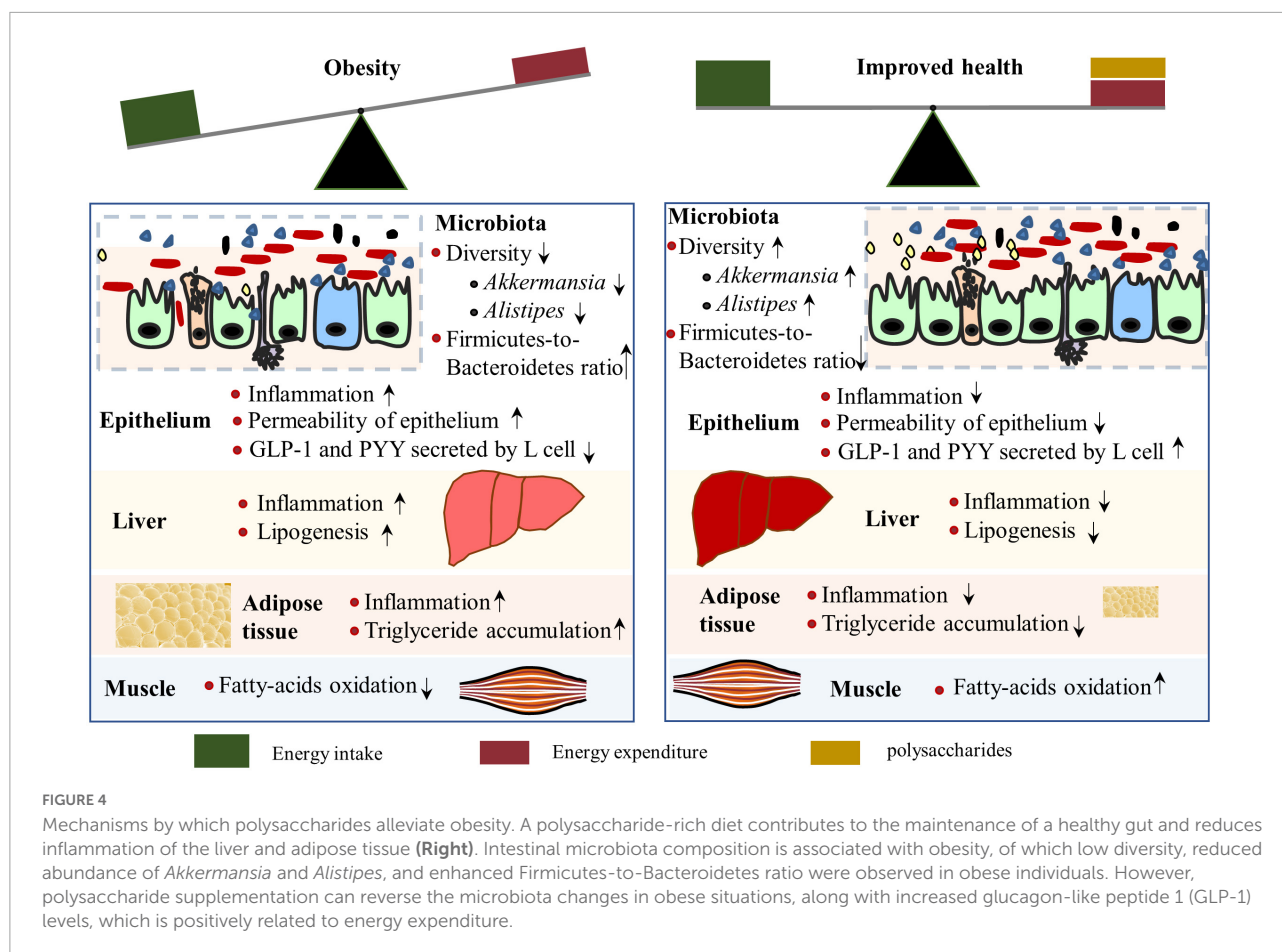 Obesity
Microbiota
Diversity ↓
Akkermansia ↓
Alistipes ↓
Firmicutes-to-
Bacteroidetes ratio ↑
Epithelium
Inflammation ↑
Permeability of epithelium ↑
GLP-1 and PYY secreted by L cell ↓
Liver
Inflammation ↑
Lipogenesis ↑
Adipose
tissue
Inflammation ↑
Triglyceride accumulation ↑
Muscle
Fatty-acids oxidation ↓
Improved health
Microbiota
Diversity ↑
Akkermansia ↑
Alistipes ↑
Firmicutes-to-
Bacteroidetes ratio ↓
Epithelium
Inflammation ↓
Permeability of epithelium ↓
GLP-1 and PYY secreted by L cell ↑
Liver
Inflammation ↓
Lipogenesis ↓
Adipose
tissue
Inflammation ↓
Triglyceride accumulation ↓
Muscle
Fatty-acids oxidation ↑
Energy intake
Energy expenditure
polysaccharides
FIGURE 4
Mechanisms by which polysaccharides alleviate obesity. A polysaccharide-rich diet contributes to the maintenance of a healthy gut and reduces
inflammation of the liver and adipose tissue (Right). Intestinal microbiota composition is associated with obesity, of which low diversity, reduced
abundance of Akkermansia and Alistipes, and enhanced Firmicutes-to-Bacteroidetes ratio were observed in obese individuals. However,
polysaccharide supplementation can reverse the microbiota changes in obese situations, along with increased glucagon-like peptide 1 (GLP-1)
levels, which is positively related to energy expenditure.